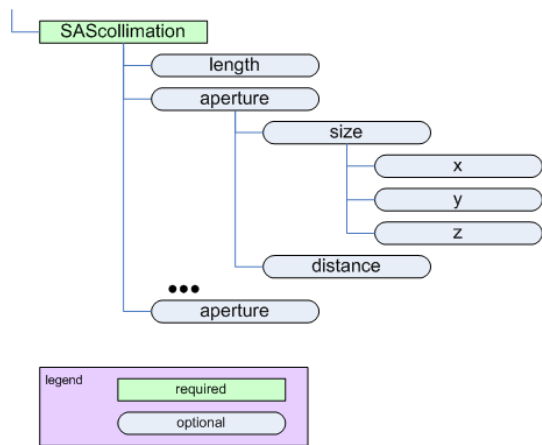 SAScollimation
length
aperture
size
x
y
z
distance
•••
aperture
legend
required
optional